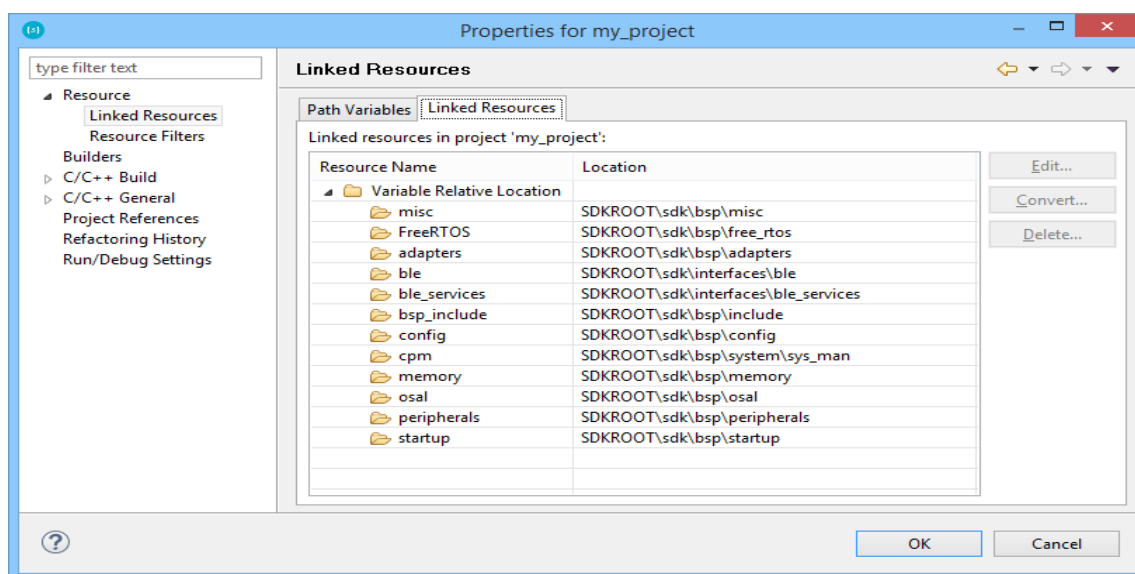 Properties for my_project
type filter text
Resource
Linked Resources
Resource Filters
Builders
C/C++ Build
C/C++ General
Project References
Refactoring History
Run/Debug Settings
Linked Resources
Path Variables Linked Resources
Linked resources in project 'my_project':
Resource Name Location
Variable Relative Location
misc SDKROOT\sdk\bsp\misc
FreeRTOS SDKROOT\sdk\bsp\free_rtos
adapters SDKROOT\sdk\bsp\adapters
ble SDKROOT\sdk\interfaces\ble
ble_services SDKROOT\sdk\interfaces\ble_services
bsp_include SDKROOT\sdk\bsp\include
config SDKROOT\sdk\bsp\config
cpm SDKROOT\sdk\bsp\system\sys_man
memory SDKROOT\sdk\bsp\memory
osal SDKROOT\sdk\bsp\osal
peripherals SDKROOT\sdk\bsp\peripherals
startup SDKROOT\sdk\bsp\startup
Edit...
Convert...
Delete...
?
OK Cancel